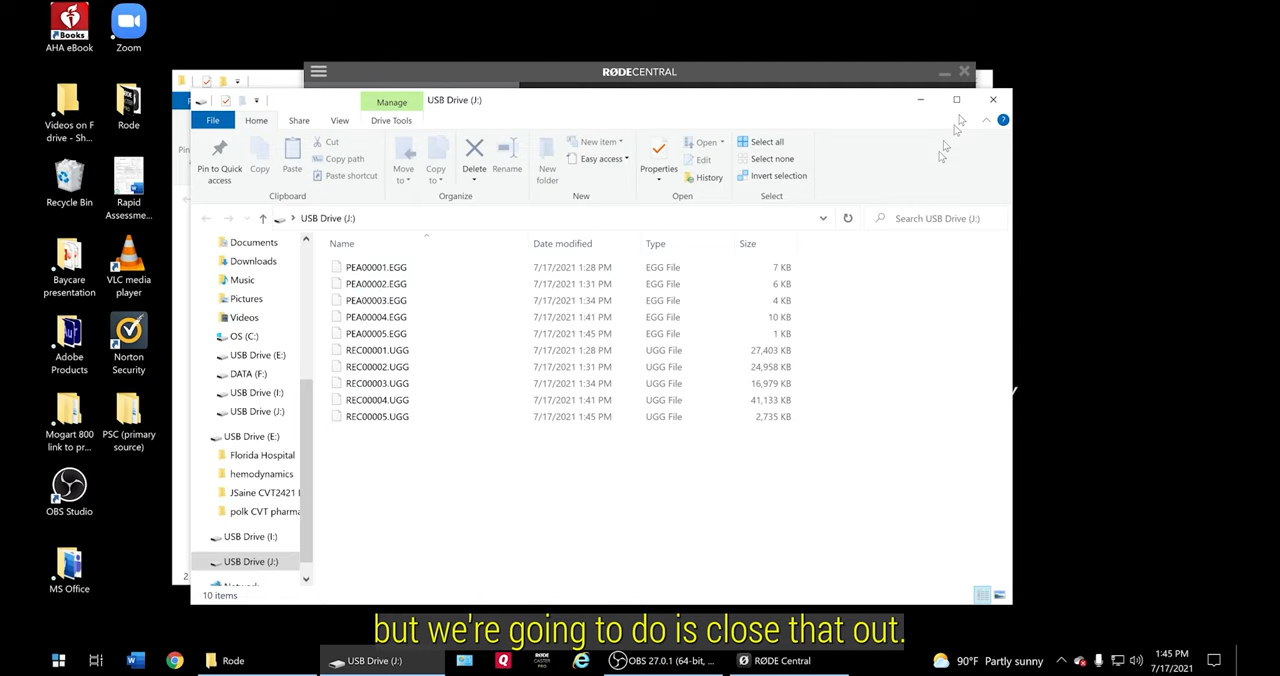 AHA eBook
Zoom
Videos on F
drive - Sh...
Rode
Recycle Bin
Rapid
Assessme...
Baycare
presentation
VLC media
player
Adobe
Products
Norton
Security
Mogart 800
link to pr...
PSC (primary
source)
OBS Studio
MS Office
RØDECENTRAL
Manage
USB Drive (J:)
File
Home
Share
View
Drive Tools
Pin to Quick
access
Copy
Paste
Cut
Copy path
Paste shortcut
Clipboard
Move
to
Copy
to
Delete
Rename
Organize
New
folder
New item
Easy access
New
Properties
Open
Edit
History
Open
Select all
Select none
Invert selection
Select
USB Drive (J:)
Search USB Drive (J:)
Documents
Downloads
Music
Pictures
Videos
OS (C:)
USB Drive (E:)
DATA (F:)
USB Drive (I:)
USB Drive (J:)
USB Drive (E:)
Florida Hospital
hemodynamics
JSaine CVT2421
polk CVT pharma
USB Drive (I:)
USB Drive (J:)
Network
Name Date modified Type Size
PEA00001.EGG 7/17/2021 1:28 PM EGG File 7 KB
PEA00002.EGG 7/17/2021 1:31 PM EGG File 6 KB
PEA00003.EGG 7/17/2021 1:34 PM EGG File 4 KB
PEA00004.EGG 7/17/2021 1:41 PM EGG File 10 KB
PEA00005.EGG 7/17/2021 1:45 PM EGG File 1 KB
REC00001.UGG 7/17/2021 1:28 PM UGG File 27,403 KB
REC00002.UGG 7/17/2021 1:31 PM UGG File 24,958 KB
REC00003.UGG 7/17/2021 1:34 PM UGG File 16,979 KB
REC00004.UGG 7/17/2021 1:41 PM UGG File 41,133 KB
REC00005.UGG 7/17/2021 1:45 PM UGG File 2,735 KB
10 items
but we're going to do is close that out.
Rode
USB Drive (J:)
OBS 27.0.1 (64-bit, ...
RØDE Central
90°F Partly sunny
1:45 PM
7/17/2021